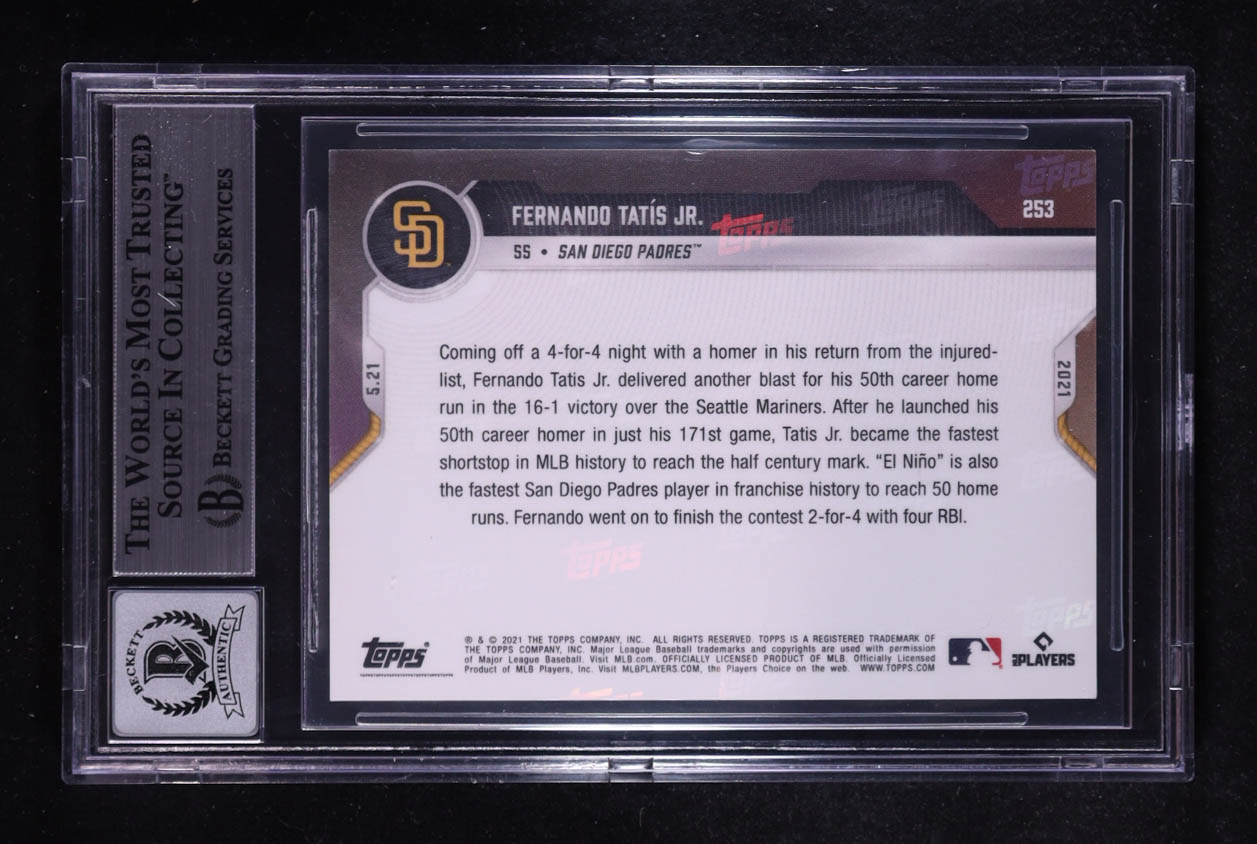 THE WORLD'S MOST TRUSTED
SOURCE IN COLLECTING™
B BECKETT GRADING SERVICES
BECKETT
AUTHENTIC
SD
FERNANDO TATÍS JR.
SS • SAN DIEGO PADRES™
topps
topps
topps
253
5.21
2021
Coming off a 4-for-4 night with a homer in his return from the injured-
list, Fernando Tatis Jr. delivered another blast for his 50th career home
run in the 16-1 victory over the Seattle Mariners. After he launched his
50th career homer in just his 171st game, Tatis Jr. became the fastest
shortstop in MLB history to reach the half century mark. “El Niño” is also
the fastest San Diego Padres player in franchise history to reach 50 home
runs. Fernando went on to finish the contest 2-for-4 with four RBI.
topps
topps
topps
® & © 2021 THE TOPPS COMPANY, INC. ALL RIGHTS RESERVED. TOPPS IS A REGISTERED TRADEMARK OF
THE TOPPS COMPANY, INC. Major League Baseball trademarks and copyrights are used with permission
of Major League Baseball. Visit MLB.com. OFFICIALLY LICENSED PRODUCT OF MLB. Officially Licensed
Product of MLB Players, Inc. Visit MLBPLAYERS.COM, the Players Choice on the web. WWW.TOPPS.COM
PLAYERS